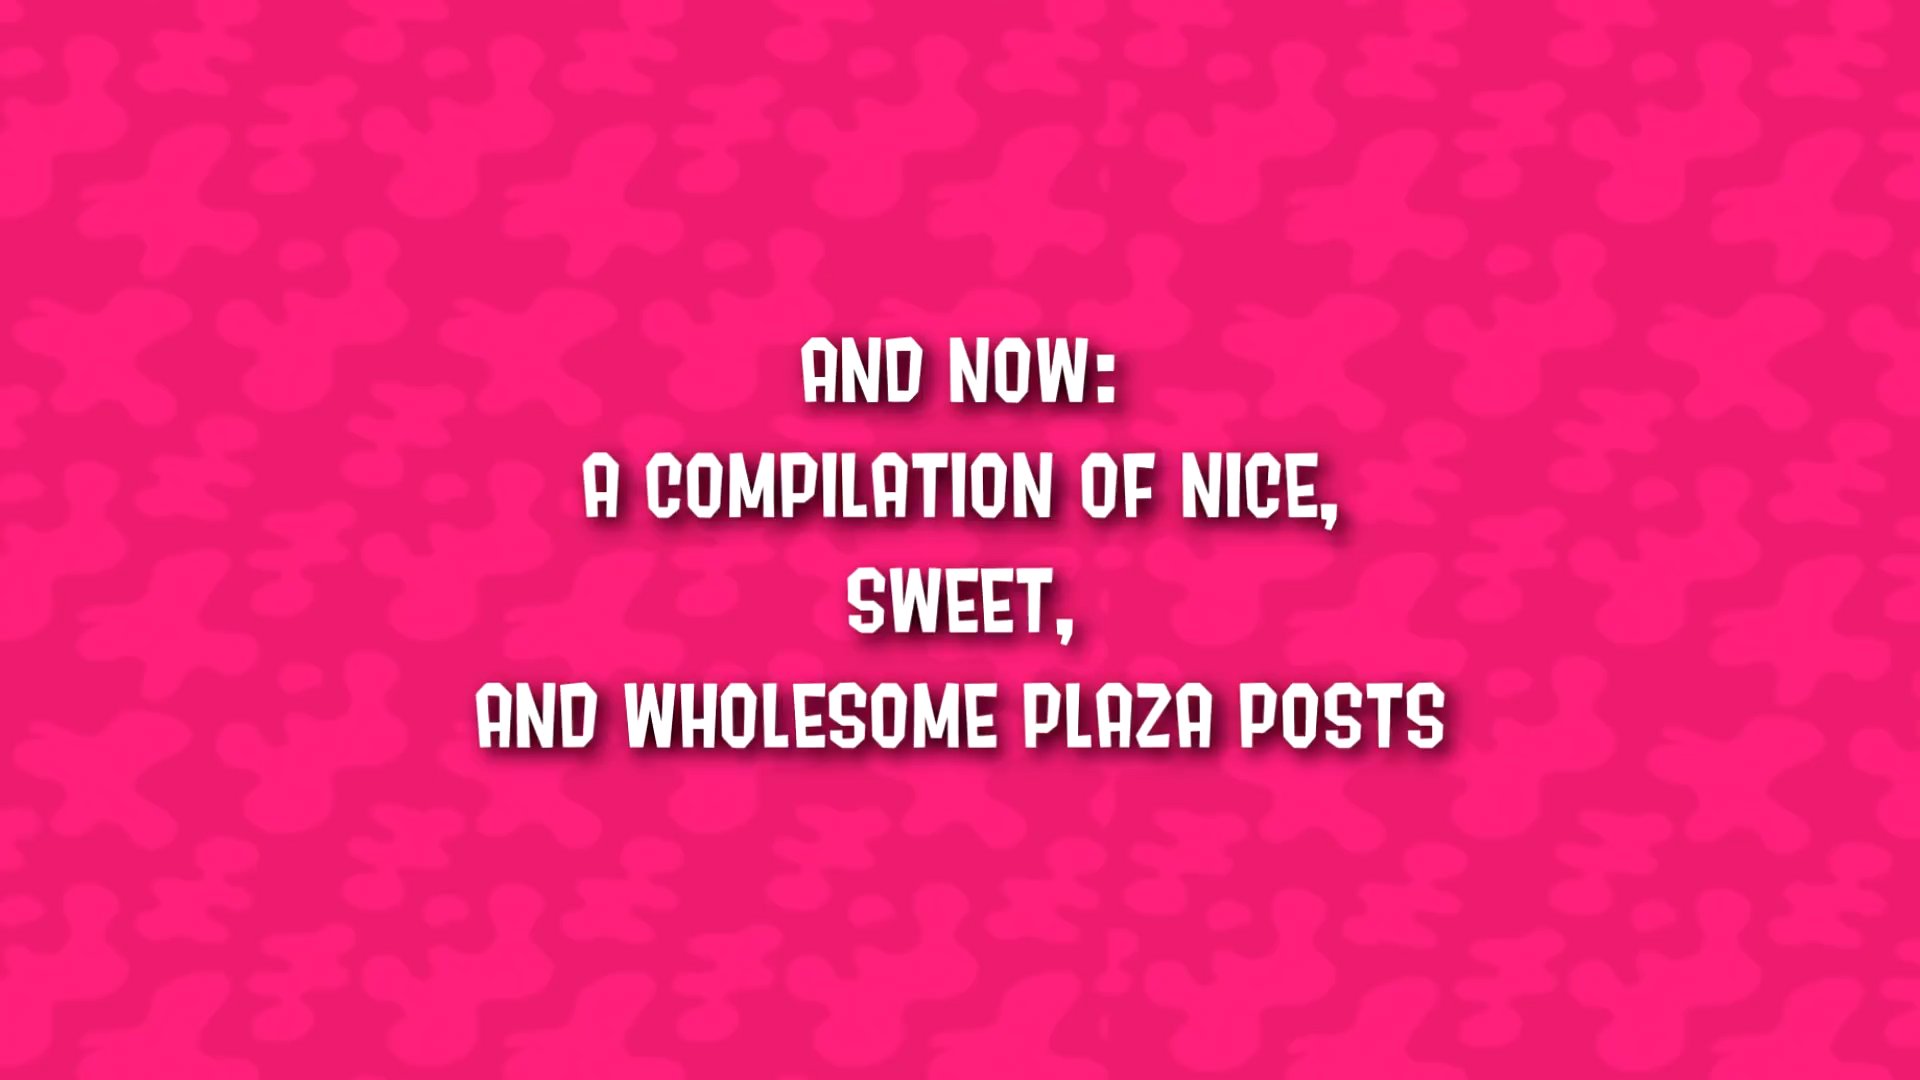 AND NOW:
A COMPILATION OF NICE,
SWEET,
AND WHOLESOME PLAZA POSTS